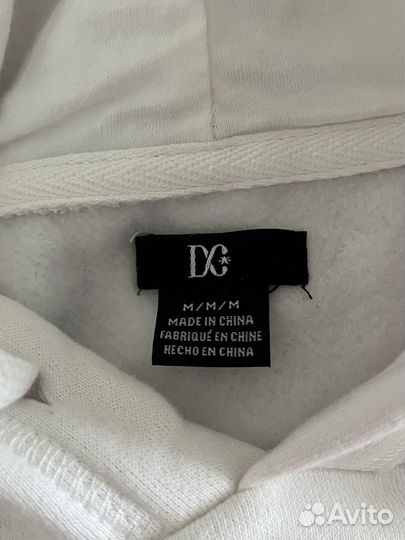 DC
M/M/M
MADE IN CHINA
FABRIQUÉ EN CHINE
HECHO EN CHINA
Avito